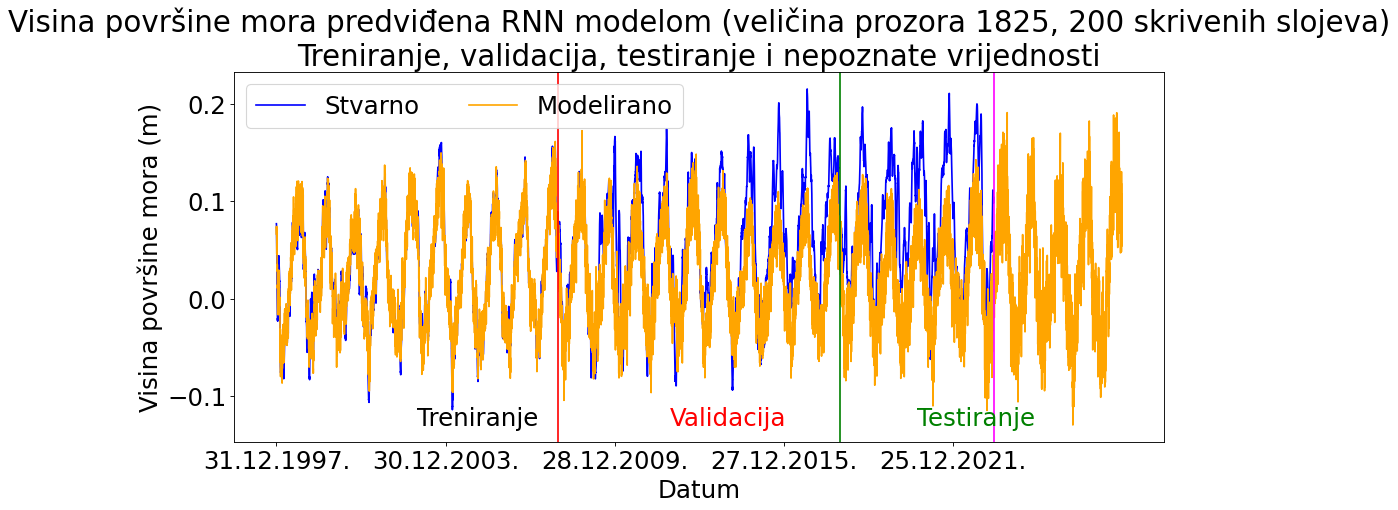 Visina površine mora predviđena RNN modelom (veličina prozora 1825, 200 skrivenih slojeva)
Treniranje, validacija, testiranje i nepoznate vrijednosti
Stvarno
Modelirano
Visina površine mora (m)
0.2
0.1
0.0
−0.1
Treniranje
Validacija
Testiranje
31.12.1997.
30.12.2003.
28.12.2009.
27.12.2015.
25.12.2021.
Datum